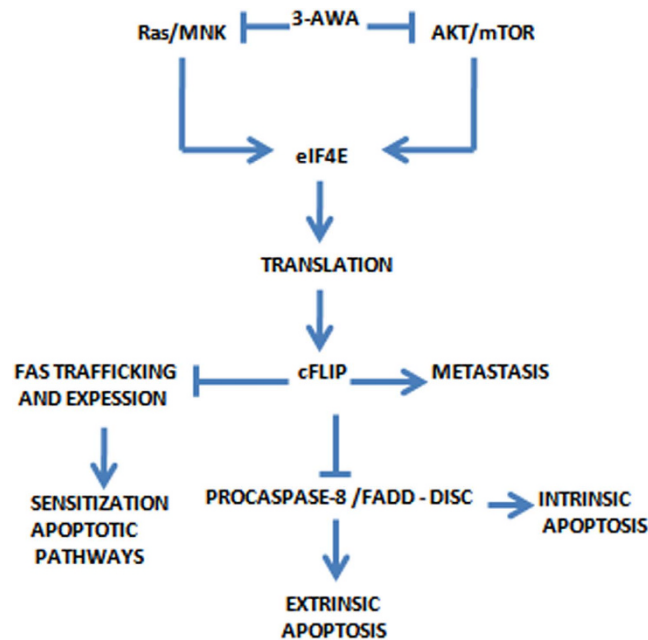 3-AWA
Ras/MNK
AKT/mTOR
eIF4E
TRANSLATION
FAS TRAFFICKING
AND EXPESSION
cFLIP
METASTASIS
SENSITIZATION
APOPTOTIC
PATHWAYS
PROCASPASE-8 /FADD - DISC
INTRINSIC
APOPTOSIS
EXTRINSIC
APOPTOSIS